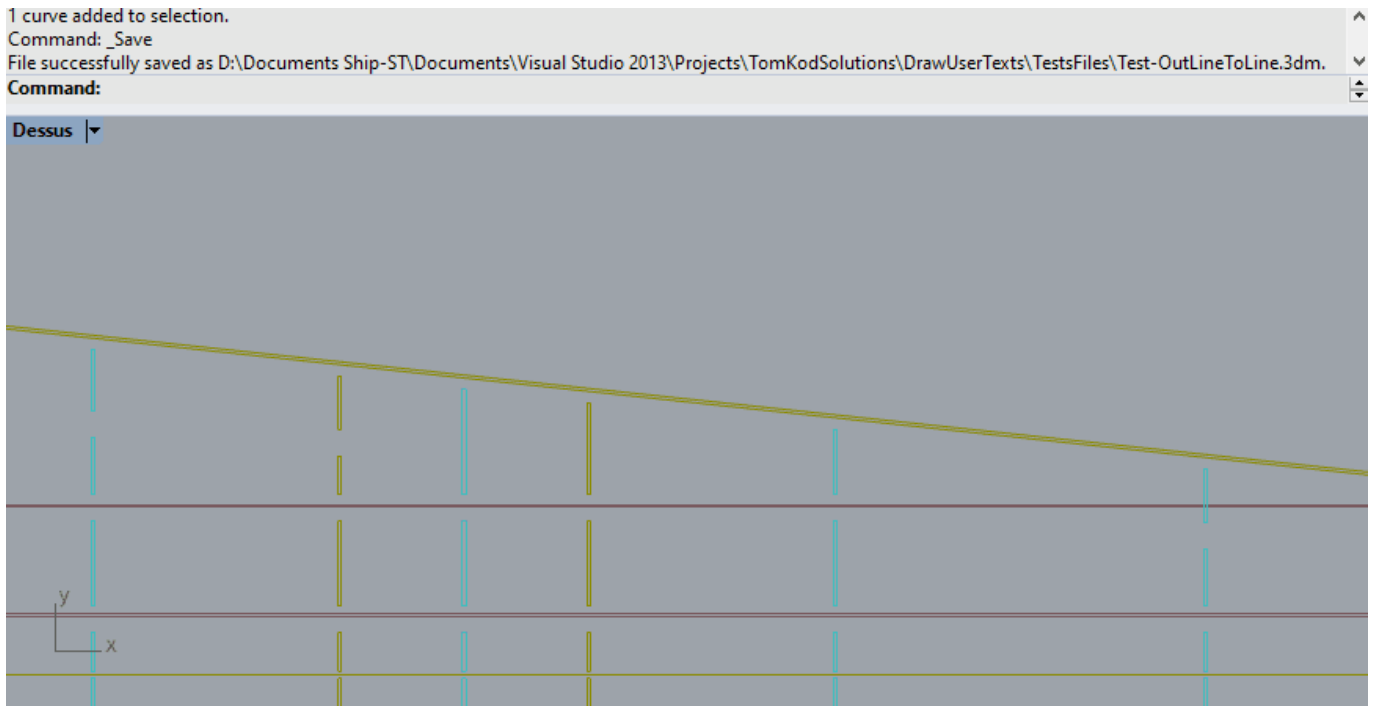 1 curve added to selection.
Command: _Save
File successfully saved as D:\Documents Ship-ST\Documents\Visual Studio 2013\Projects\TomKodSolutions\DrawUserTexts\TestsFiles\Test-OutLineToLine.3dm.
Command:
Dessus
y
x